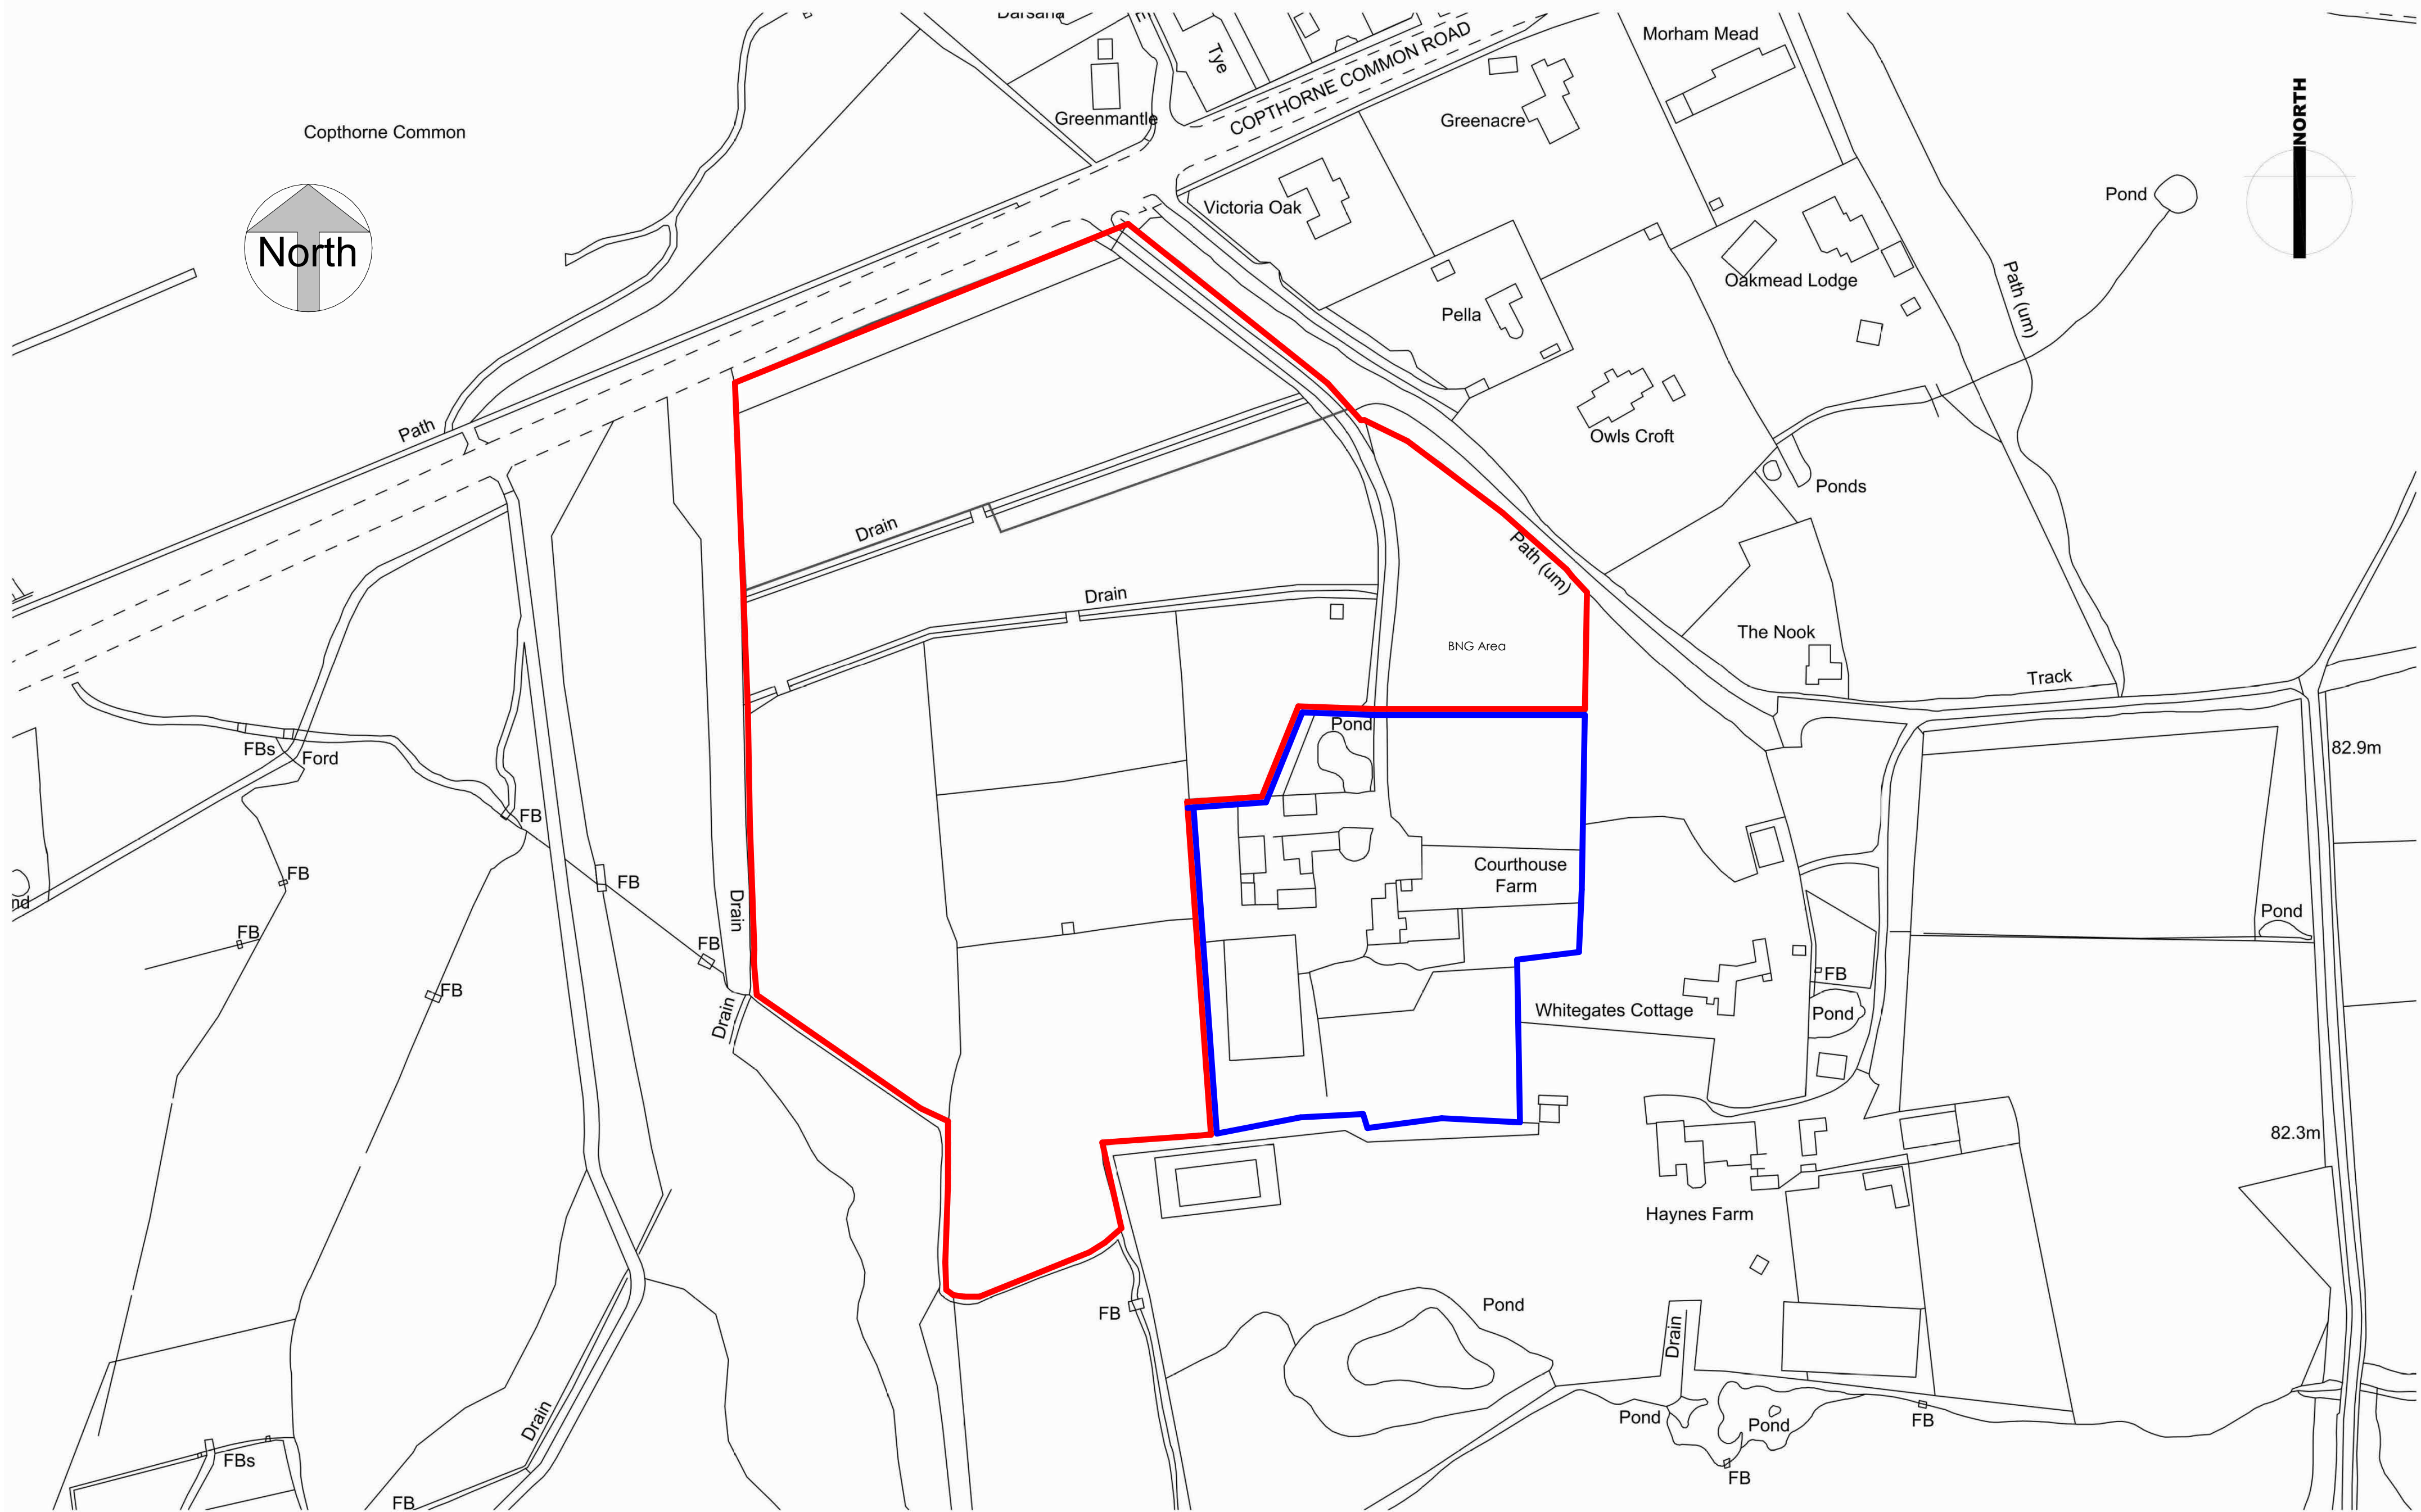 Darsana
Tye
Morham Mead
COPTHORNE COMMON ROAD
NORTH
Greenmantle
Greenacre
Copthorne Common
Pond
Victoria Oak
North
Oakmead Lodge
Path (um)
Pella
Path
Owls Croft
Ponds
Drain
Path (um)
Drain
The Nook
BNG Area
Track
Pond
82.9m
FBs
Ford
FB
Courthouse
Farm
FB
FB
Drain
Pond
FB
FB
FB
FB
Drain
Whitegates Cottage
Pond
82.3m
Haynes Farm
Pond
FB
Drain
Drain
Pond
Pond
FB
FBs
FB
FB